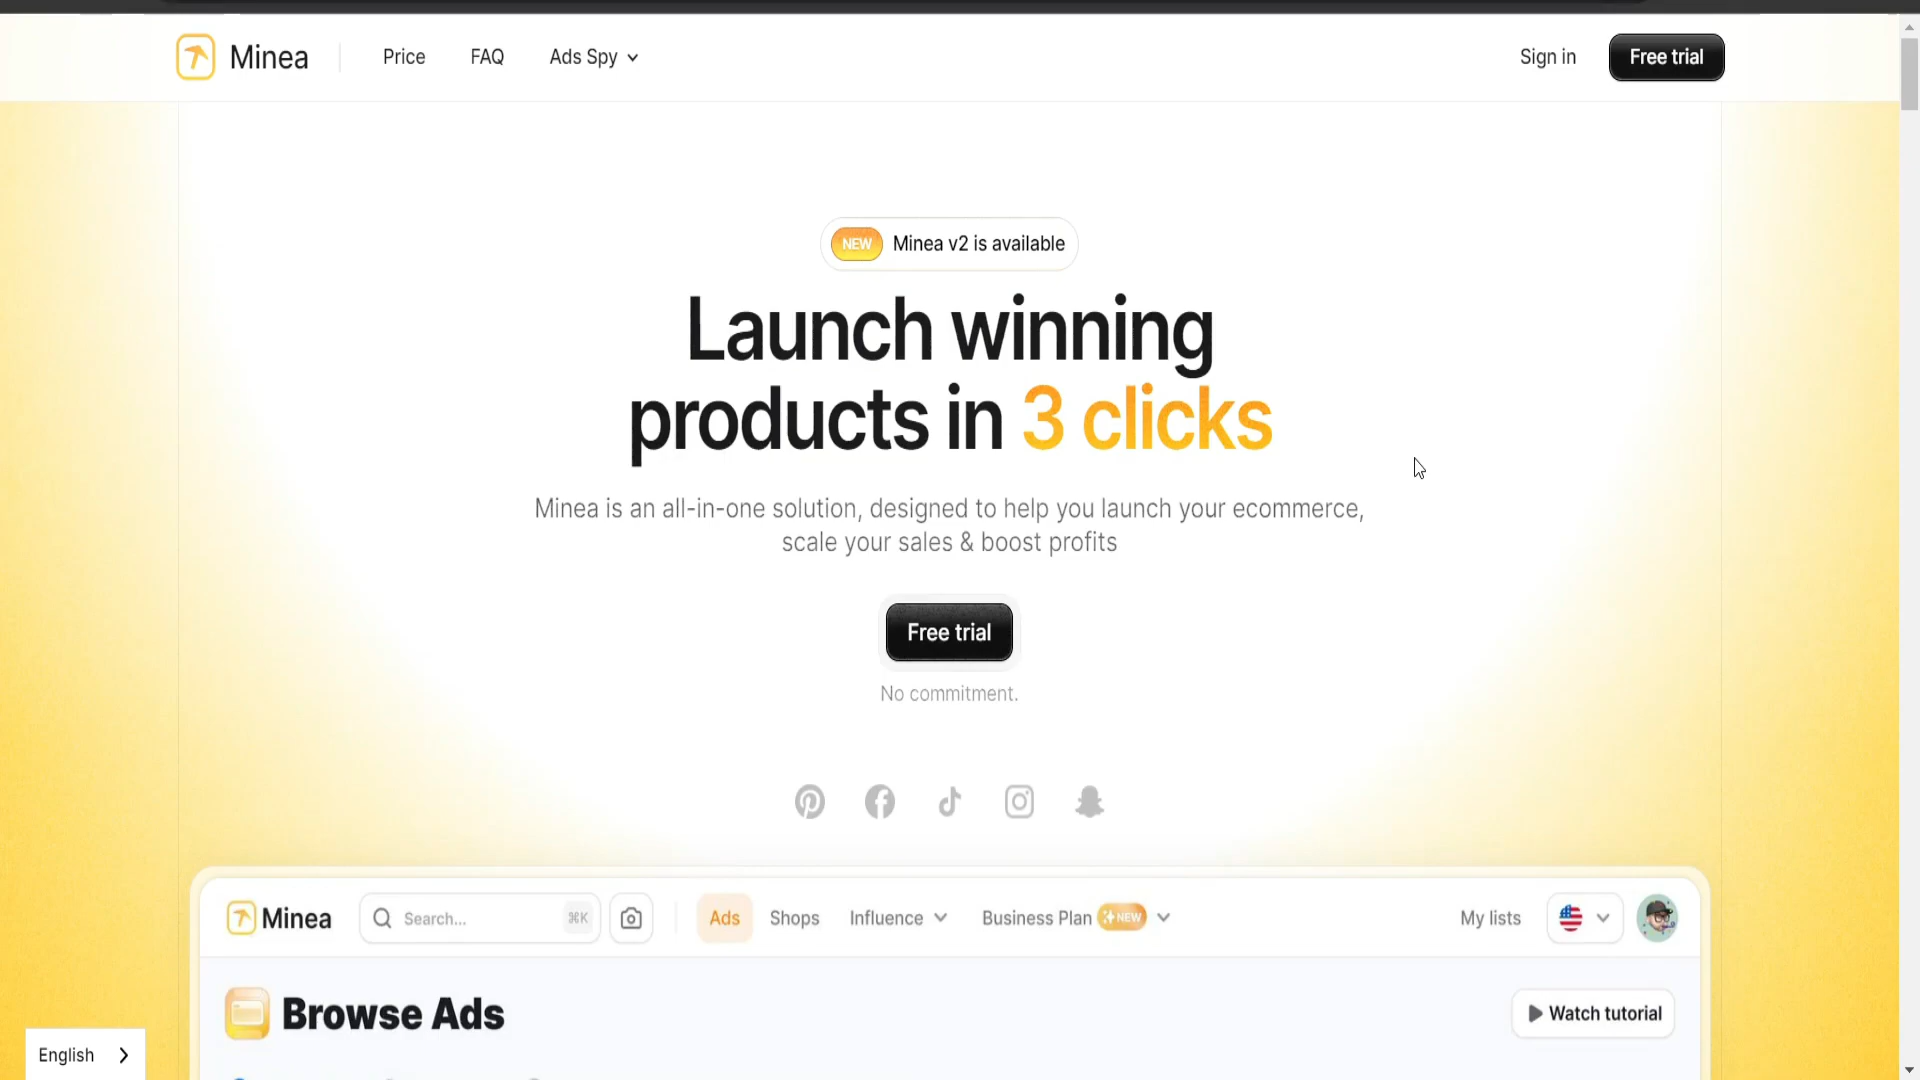 Minea
Price
FAQ
Ads Spy
Sign in
Free trial
NEW
Minea v2 is available
Launch winning
products in 3 clicks
Minea is an all-in-one solution, designed to help you launch your ecommerce,
scale your sales & boost profits
Free trial
No commitment.
Minea
Search...
⌘K
Ads
Shops
Influence
Business Plan
NEW
My lists
Browse Ads
Watch tutorial
English